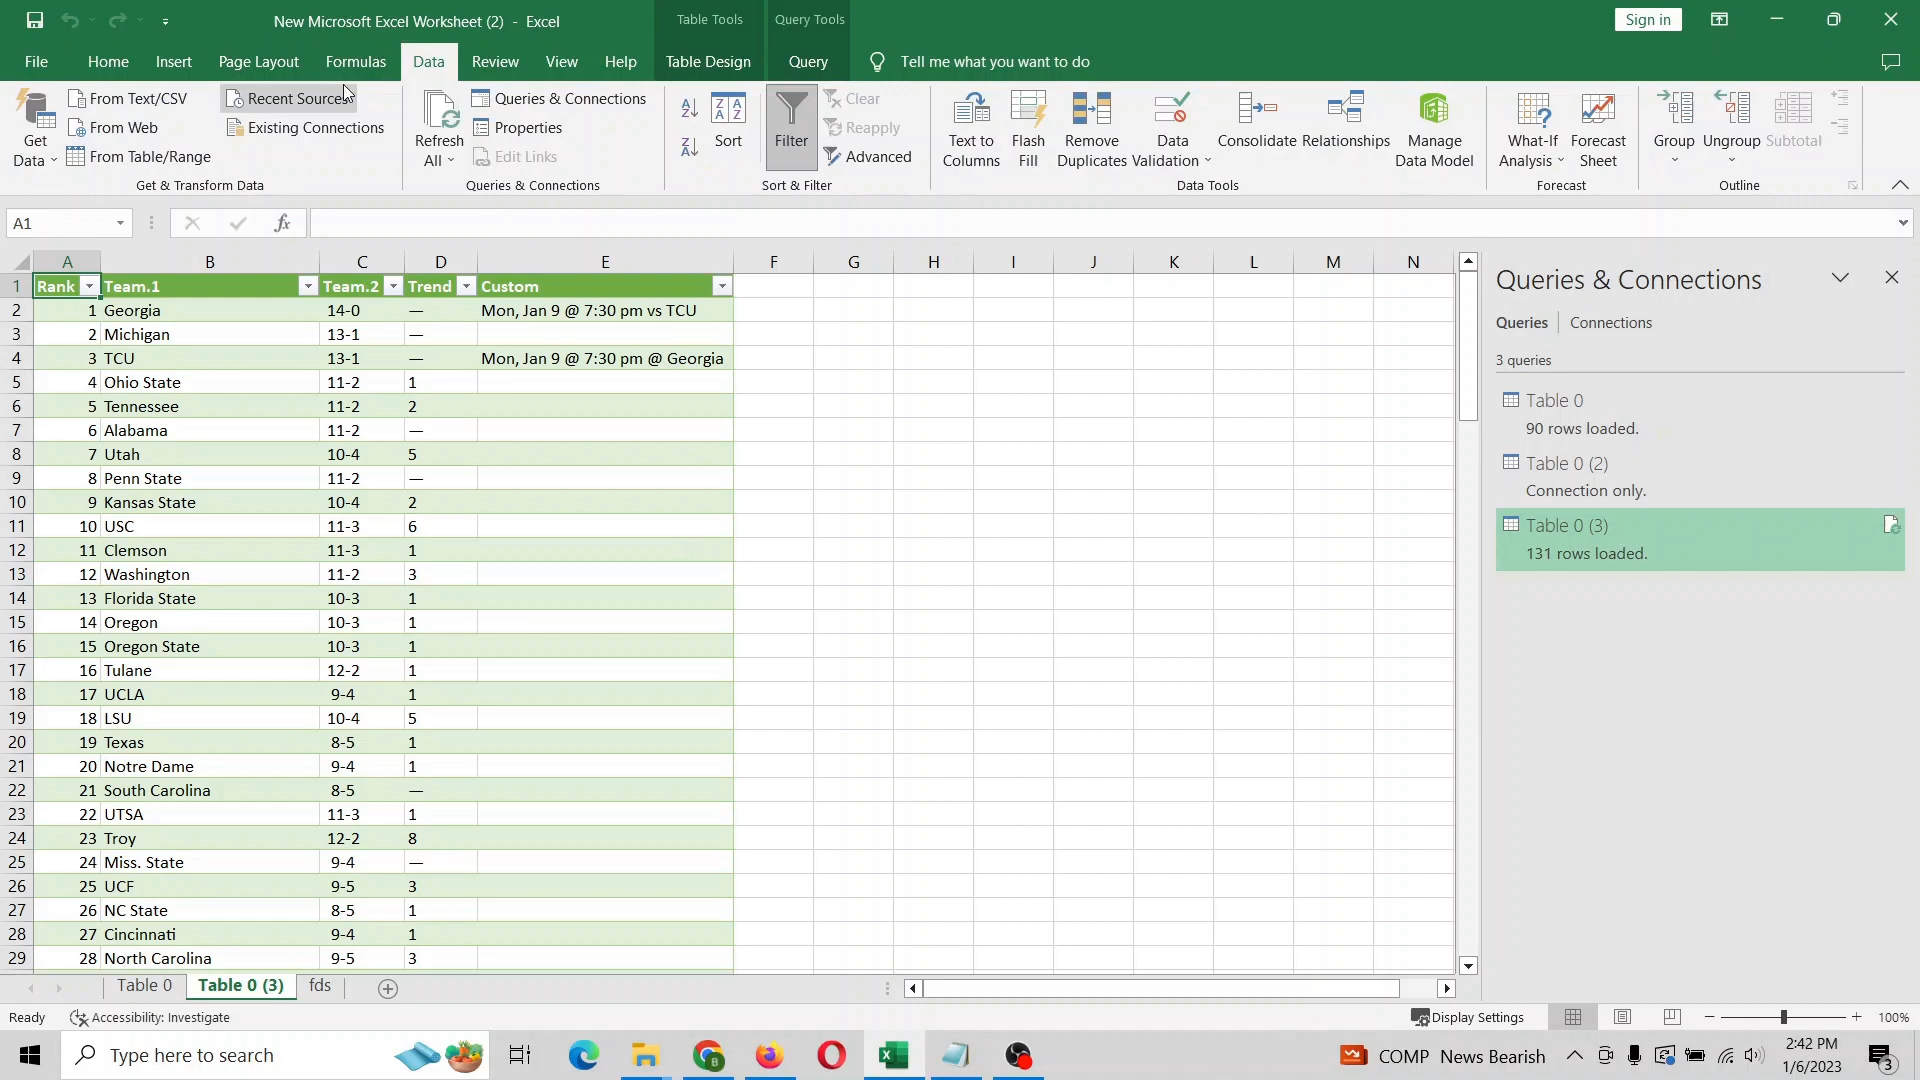 New Microsoft Excel Worksheet (2) - Excel
Table Tools
Query Tools
Sign in
File
Home
Insert
Page Layout
Formulas
Data
Review
View
Help
Table Design
Query
Tell me what you want to do
Get Data
From Text/CSV
From Web
From Table/Range
Recent Sources
Existing Connections
Get & Transform Data
Refresh All
Queries & Connections
Properties
Edit Links
Queries & Connections
Sort
Filter
Clear
Reapply
Advanced
Sort & Filter
Text to Columns
Flash Fill
Remove Duplicates
Data Validation
Consolidate
Relationships
Manage Data Model
Data Tools
What-If Analysis
Forecast Sheet
Forecast
Group
Ungroup
Subtotal
Outline
A1
fx
A B C D E F G H I J K L M N
1 Rank Team.1 Team.2 Trend Custom
2 1 Georgia 14-0 — Mon, Jan 9 @ 7:30 pm vs TCU
3 2 Michigan 13-1 —
4 3 TCU 13-1 — Mon, Jan 9 @ 7:30 pm @ Georgia
5 4 Ohio State 11-2 1
6 5 Tennessee 11-2 2
7 6 Alabama 11-2 —
8 7 Utah 10-4 5
9 8 Penn State 11-2 —
10 9 Kansas State 10-4 2
11 10 USC 11-3 6
12 11 Clemson 11-3 1
13 12 Washington 11-2 3
14 13 Florida State 10-3 1
15 14 Oregon 10-3 1
16 15 Oregon State 10-3 1
17 16 Tulane 12-2 1
18 17 UCLA 9-4 1
19 18 LSU 10-4 5
20 19 Texas 8-5 1
21 20 Notre Dame 9-4 1
22 21 South Carolina 8-5 —
23 22 UTSA 11-3 1
24 23 Troy 12-2 8
25 24 Miss. State 9-4 —
26 25 UCF 9-5 3
27 26 NC State 8-5 1
28 27 Cincinnati 9-4 1
29 28 North Carolina 9-5 3
Queries & Connections
Queries | Connections
3 queries
Table 0
90 rows loaded.
Table 0 (2)
Connection only.
Table 0 (3)
131 rows loaded.
Table 0
Table 0 (3)
fds
Ready
Accessibility: Investigate
Display Settings
100%
Type here to search
COMP News Bearish
2:42 PM
1/6/2023
3